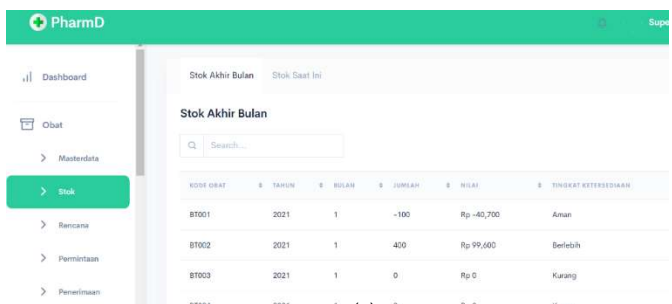 PharmD
Supe
Dashboard
Obat
Masterdata
Stok
Rencana
Permintaan
Penerimaan
Stok Akhir Bulan Stok Saat Ini
Stok Akhir Bulan
Search...
KODE OBAT TAHUN BULAN JUMLAH NILAI TINGKAT KETERSEDIAAN
BT001 2021 1 -100 Rp -40,700 Aman
BT002 2021 1 400 Rp 99,600 Berlebih
BT003 2021 1 0 Rp 0 Kurang